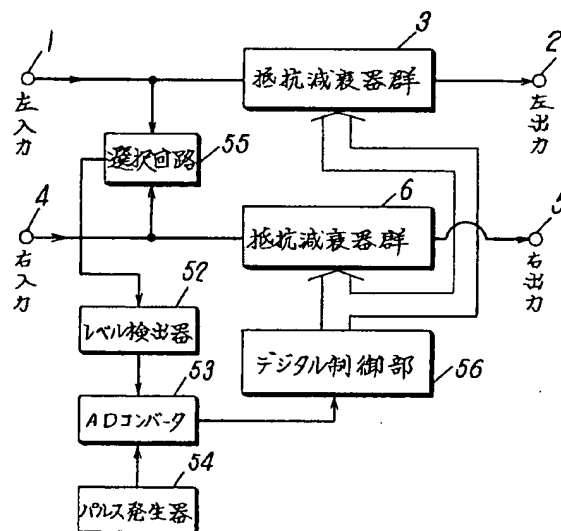 1
左入力
3
抵抗減衰器群
2
左出力
選択回路
55
4
右入力
6
抵抗減衰器群
5
右出力
52
レベル検出器
デジタル制御部
56
53
ADコンバータ
54
パルス発生器